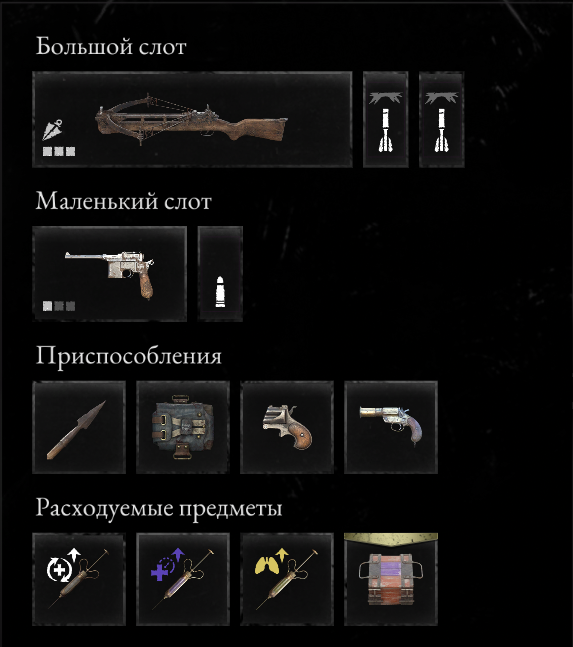 Большой слот
Маленький слот
Приспособления
Расходуемые предметы